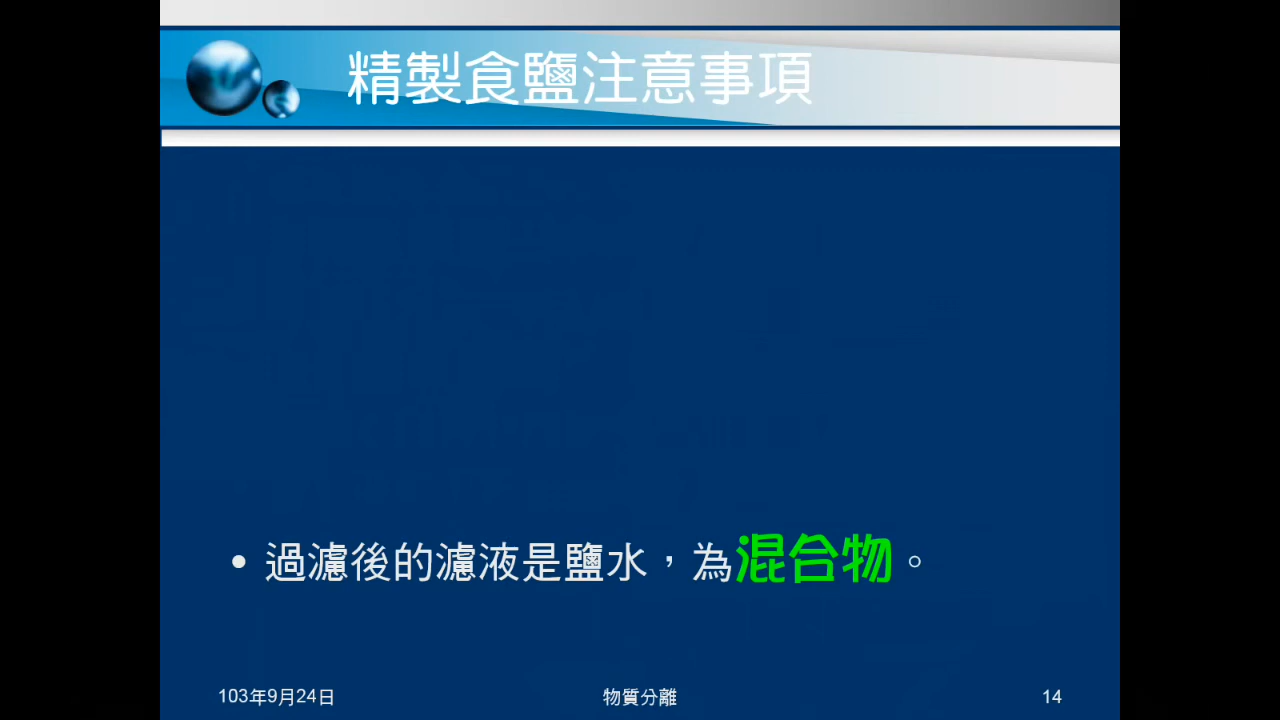 精製食鹽注意事項
• 過濾後的濾液是鹽水，為混合物。
103年9月24日
物質分離
14